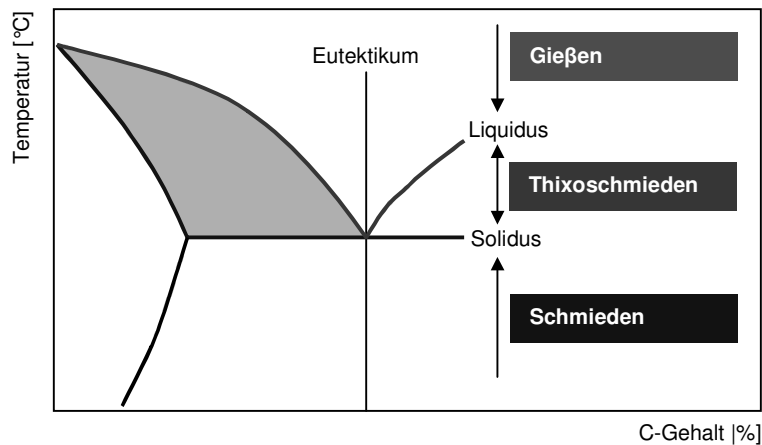 Temperatur [°C]
Eutektikum
Gießen
Liquidus
Thixoschmieden
Solidus
Schmieden
C-Gehalt |%]